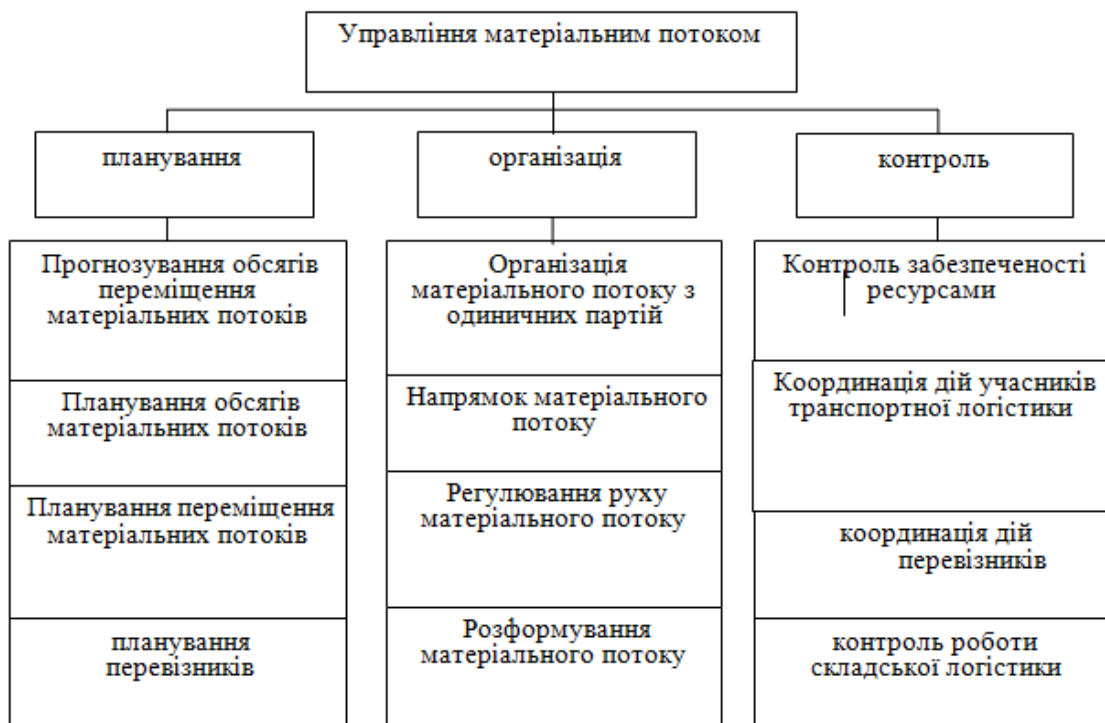 Управління матеріальним потоком
планування
організація
контроль
Прогнозування обсягів
переміщення
матеріальних потоків
Планування обсягів
матеріальних потоків
Планування переміщення
матеріальних потоків
планування
перевізників
Організація
матеріального потоку з
одиничних партій
Напрямок матеріального
потоку
Регулювання руху
матеріального потоку
Розформування
матеріального потоку
Контроль забезпеченості
ресурсами
Координація дій учасників
транспортної логістики
координація дій
перевізників
контроль роботи
складської логістики